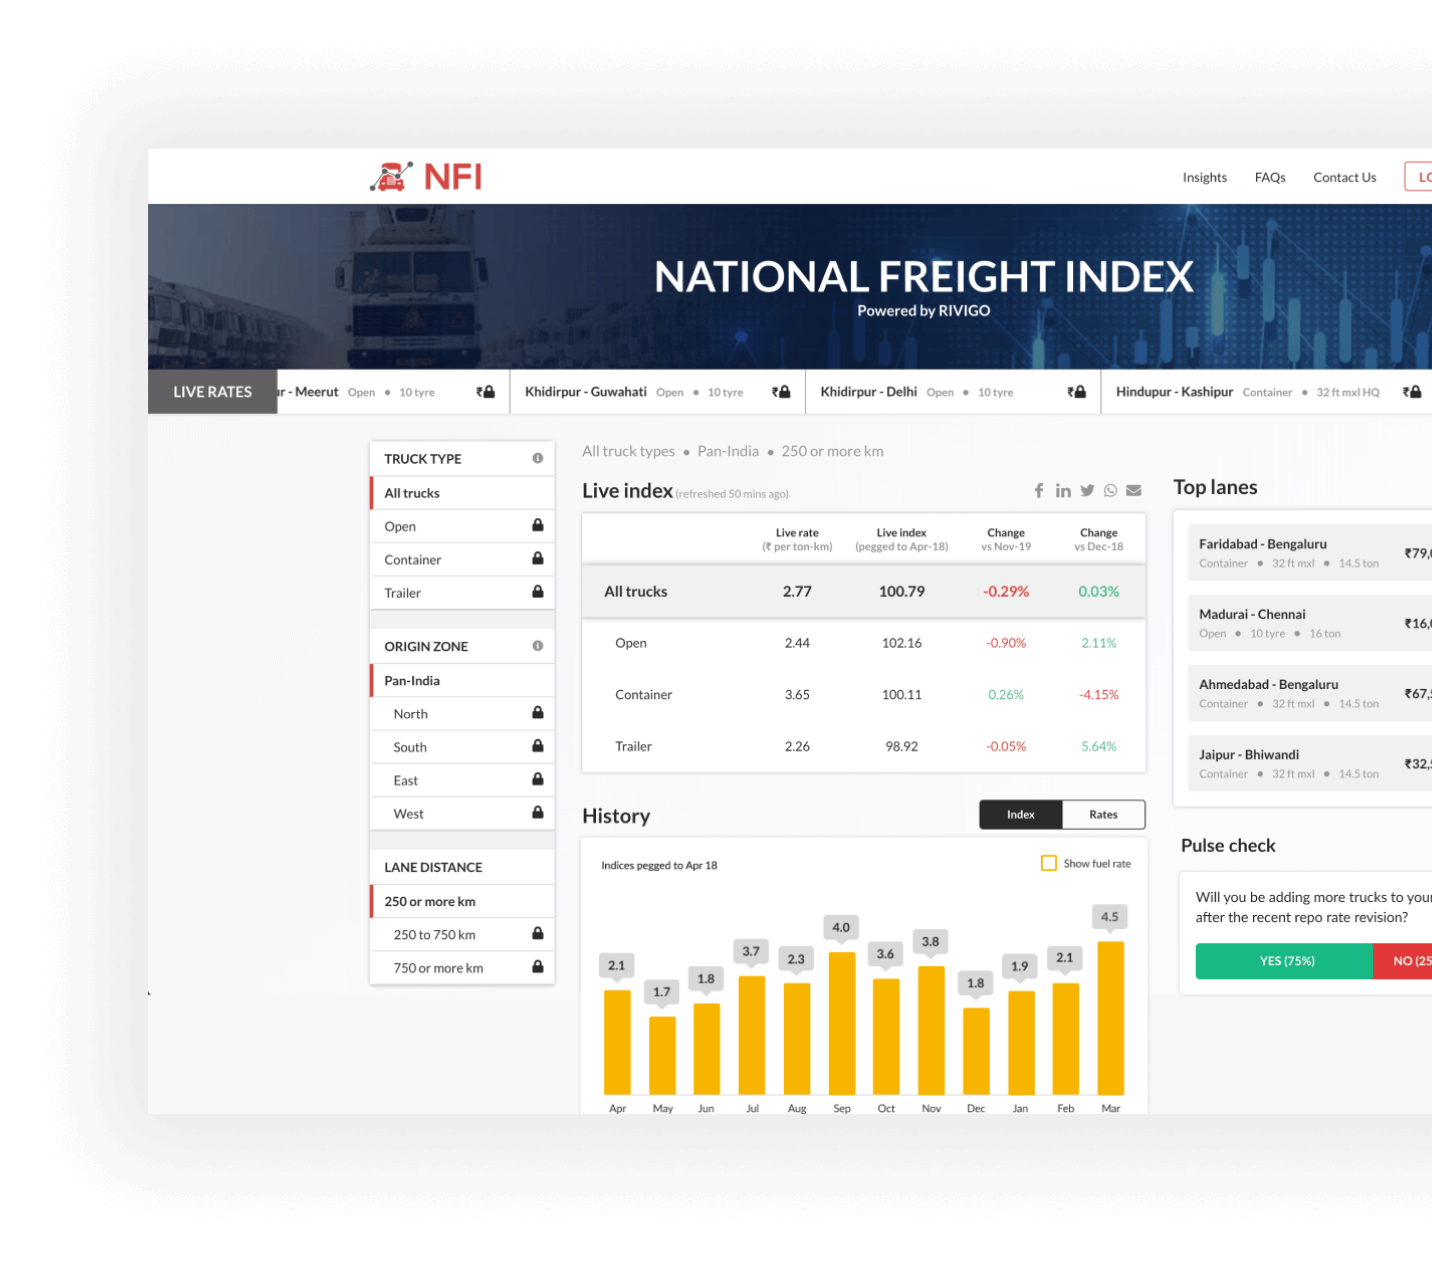 NFI
Insights FAQs Contact Us LO
NATIONAL FREIGHT INDEX
Powered by RIVIGO
LIVE RATES
ur - Meerut Open • 10 tyre ₹
Khidirpur - Guwahati Open • 10 tyre ₹
Khidirpur - Delhi Open • 10 tyre ₹
Hindupur - Kashipur Container • 32 ft mxl HQ ₹
TRUCK TYPE
All trucks
Open
Container
Trailer
ORIGIN ZONE
Pan-India
North
South
East
West
LANE DISTANCE
250 or more km
250 to 750 km
750 or more km
All truck types • Pan-India • 250 or more km
Live index (refreshed 50 mins ago)
Live rate Live index Change Change
(₹ per ton-km) (pegged to Apr-18) vs Nov-19 vs Dec-18
All trucks 2.77 100.79 -0.29% 0.03%
Open 2.44 102.16 -0.90% 2.11%
Container 3.65 100.11 0.26% -4.15%
Trailer 2.26 98.92 -0.05% 5.64%
History
Index Rates
Indices pegged to Apr 18
Show fuel rate
2.1 1.7 1.8 3.7 2.3 4.0 3.6 3.8 1.8 1.9 2.1 4.5
Apr May Jun Jul Aug Sep Oct Nov Dec Jan Feb Mar
Top lanes
Faridabad - Bengaluru ₹79,0
Container • 32 ft mxl • 14.5 ton
Madurai - Chennai ₹16,0
Open • 10 tyre • 16 ton
Ahmedabad - Bengaluru ₹67,5
Container • 32 ft mxl • 14.5 ton
Jaipur - Bhiwandi ₹32,5
Container • 32 ft mxl • 14.5 ton
Pulse check
Will you be adding more trucks to your
after the recent repo rate revision?
YES (75%) NO (25